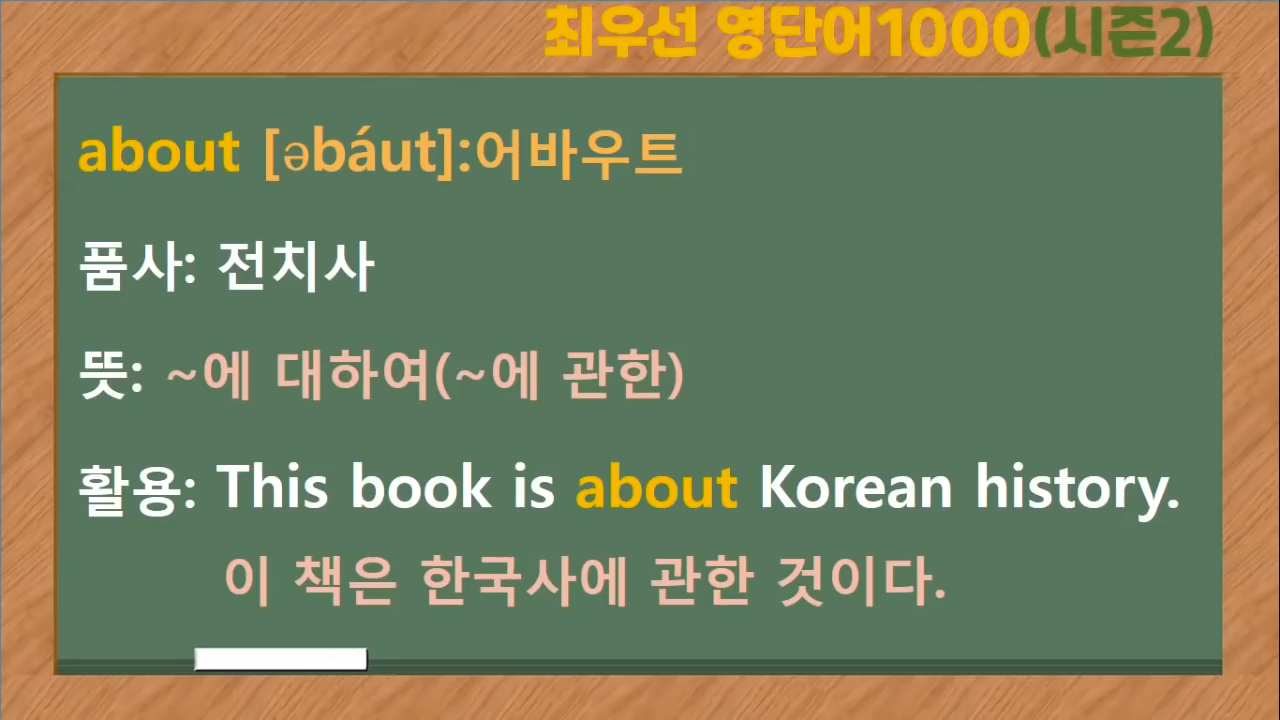 최우선 영단어1000(시즌2)
about [əbáut]:어바우트
품사: 전치사
뜻: ~에 대하여(~에 관한)
활용: This book is about Korean history.
이 책은 한국사에 관한 것이다.